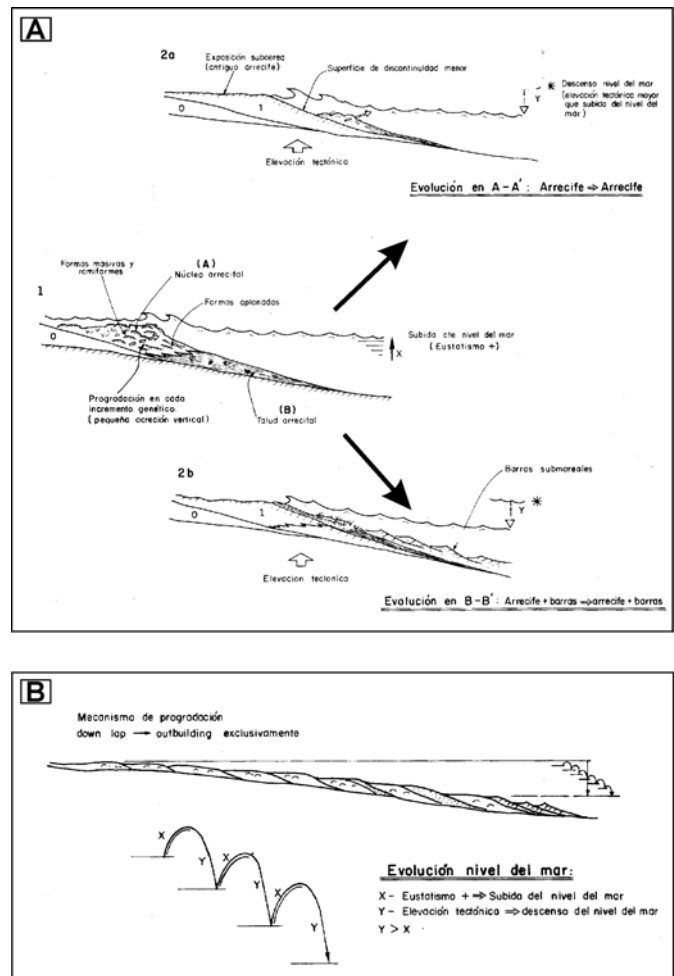 A
2a
Exposición subaerea
(antiguo arrecife)
Superficie de discontinuidad menor
0
1
Y
*
Descenso nivel del mar
(elevación tectónica mayor
que subida del nivel del
mar)
Elevación tectónica
Evolución en A-A': Arrecife ⇒ Arrecife
Formas masivas y
ramiformes
(A)
Núcleo arrecifal
Formas aplanadas
1
0
Subida cte nivel del mar
(Eustatismo +)
X
Progradación en cada
incremento genético.
(pequeña acreción vertical)
(B)
Talud arrecifal
2b
Barras submareales
0
1
Y
*
Elevación tectónica
Evolución en B-B': Arrecife + barras ⇒ arrecife + barras
B
Mecanismo de progradación
down lap → outbuilding exclusivamente
X
Y
X
Y
X
Y
Evolución nivel del mar:
X - Eustatismo + ⇒ Subida del nivel del mar
Y - Elevación tectónica ⇒ descenso del nivel del mar
Y > X